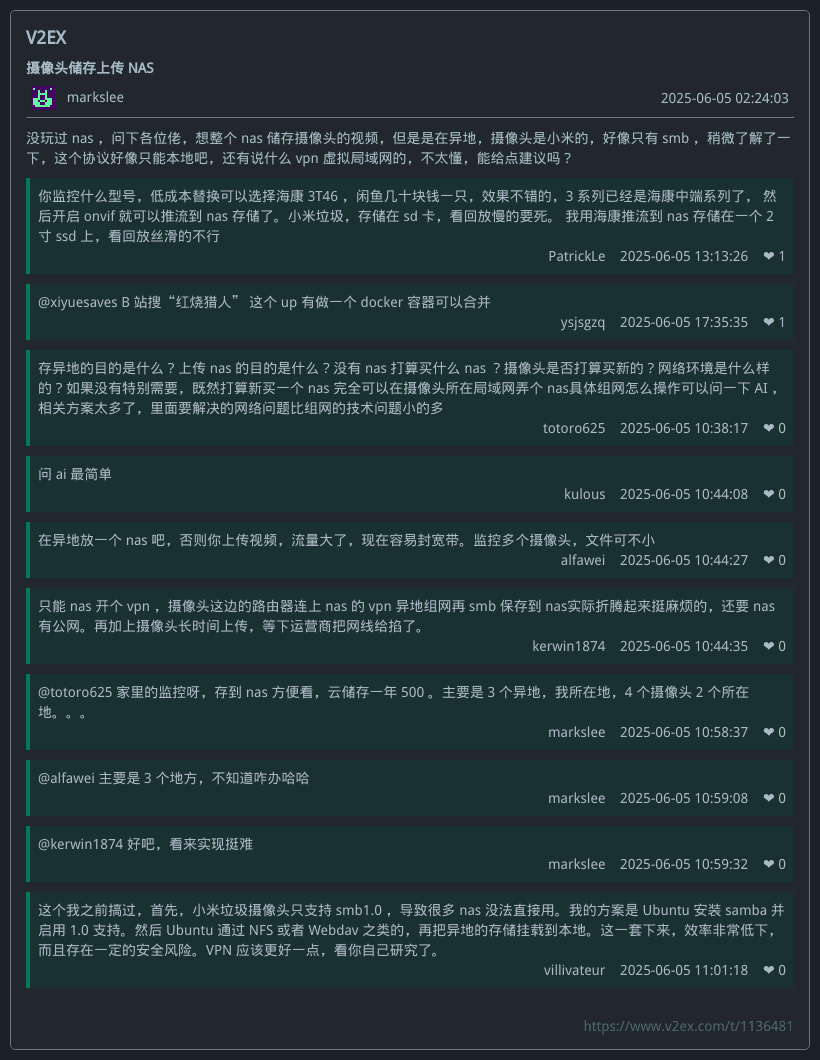 V2EX
摄像头储存上传 NAS
markslee
2025-06-05 02:24:03
没玩过 nas ，问下各位佬，想整个 nas 储存摄像头的视频，但是是在异地，摄像头是小米的，好像只有 smb ，稍微了解了一
下，这个协议好像只能本地吧，还有说什么 vpn 虚拟局域网的，不太懂，能给点建议吗？
你监控什么型号，低成本替换可以选择海康 3T46 ，闲鱼几十块钱一只，效果不错的，3 系列已经是海康中端系列了， 然
后开启 onvif 就可以推流到 nas 存储了。小米垃圾，存储在 sd 卡，看回放慢的要死。 我用海康推流到 nas 存储在一个 2
寸 ssd 上，看回放丝滑的不行
PatrickLe 2025-06-05 13:13:26 ❤ 1
@xiyuesaves B 站搜“红烧猎人” 这个 up 有做一个 docker 容器可以合并
ysjsgzq 2025-06-05 17:35:35 ❤ 1
存异地的目的是什么？上传 nas 的目的是什么？没有 nas 打算买什么 nas ？摄像头是否打算买新的？网络环境是什么样
的？如果没有特别需要，既然打算新买一个 nas 完全可以在摄像头所在局域网弄个 nas具体组网怎么操作可以问一下 AI ，
相关方案太多了，里面要解决的网络问题比组网的技术问题小的多
totoro625 2025-06-05 10:38:17 ❤ 0
问 ai 最简单
kulous 2025-06-05 10:44:08 ❤ 0
在异地放一个 nas 吧，否则你上传视频，流量大了，现在容易封宽带。监控多个摄像头，文件可不小
alfawei 2025-06-05 10:44:27 ❤ 0
只能 nas 开个 vpn ，摄像头这边的路由器连上 nas 的 vpn 异地组网再 smb 保存到 nas实际折腾起来挺麻烦的，还要 nas
有公网。再加上摄像头长时间上传，等下运营商把网线给掐了。
kerwin1874 2025-06-05 10:44:35 ❤ 0
@totoro625 家里的监控呀，存到 nas 方便看，云储存一年 500 。主要是 3 个异地，我所在地，4 个摄像头 2 个所在
地。。。
markslee 2025-06-05 10:58:37 ❤ 0
@alfawei 主要是 3 个地方，不知道咋办哈哈
markslee 2025-06-05 10:59:08 ❤ 0
@kerwin1874 好吧，看来实现挺难
markslee 2025-06-05 10:59:32 ❤ 0
这个我之前搞过，首先，小米垃圾摄像头只支持 smb1.0 ，导致很多 nas 没法直接用。我的方案是 Ubuntu 安装 samba 并
启用 1.0 支持。然后 Ubuntu 通过 NFS 或者 Webdav 之类的，再把异地的存储挂载到本地。这一套下来，效率非常低下，
而且存在一定的安全风险。VPN 应该更好一点，看你自己研究了。
villivateur 2025-06-05 11:01:18 ❤ 0
https://www.v2ex.com/t/1136481